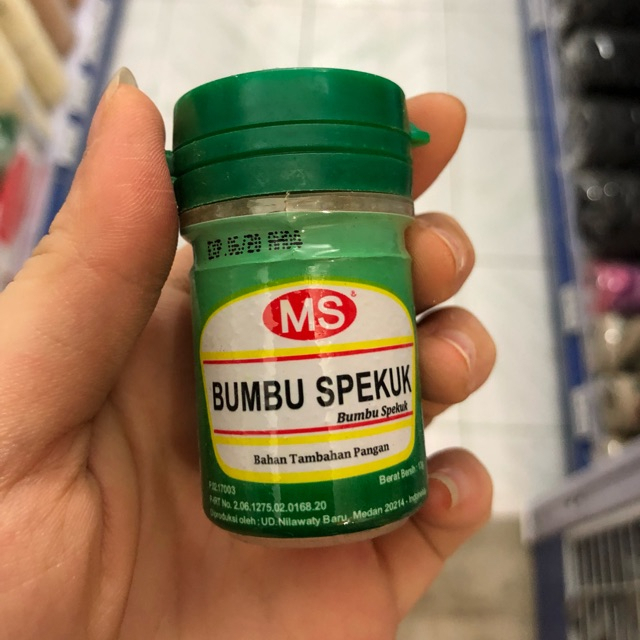 EXP .06/20
MS
BUMBU SPEKUK
Bumbu Spekuk
Bahan Tambahan Pangan
Berat Bersih :
P-IRT No. 2.06.1275.02.0168.20
Diproduksi oleh : UD.Nilawaty Baru, Medan 20214 - Indonesia